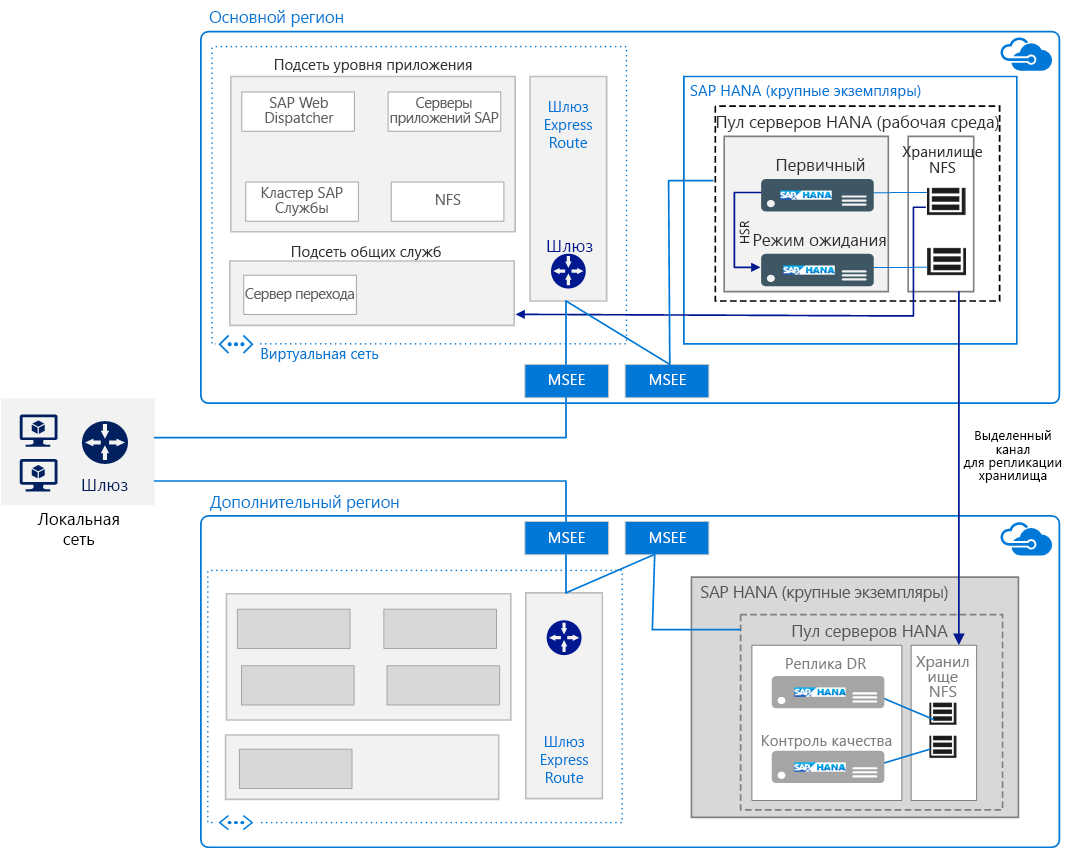 Основной регион
Подсеть уровня приложения
SAP Web
Dispatcher
Серверы
приложений SAP
Кластер SAP
Службы
NFS
Шлюз
Express
Route
Шлюз
Подсеть общих служб
Сервер перехода
Виртуальная сеть
SAP HANA (крупные экземпляры)
Пул серверов HANA (рабочая среда)
Первичный
SAP HANA
HSR
Режим ожидания
SAP HANA
Хранилище
NFS
MSEE
MSEE
Шлюз
Локальная
сеть
Выделенный
канал
для репликации
хранилища
Дополнительный регион
MSEE
MSEE
Шлюз
Express
Route
SAP HANA (крупные экземпляры)
Пул серверов HANA
Реплика DR
SAP HANA
Контроль качества
SAP HANA
Хранил
ище
NFS